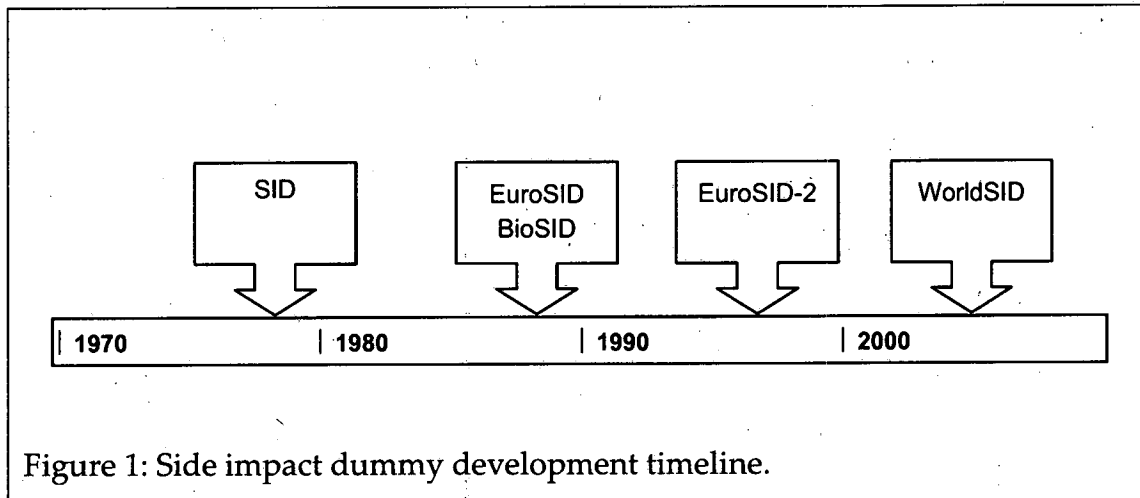 SID
EuroSID
BioSID
EuroSID-2
WorldSID
1970
1980
1990
2000
Figure 1: Side impact dummy development timeline.